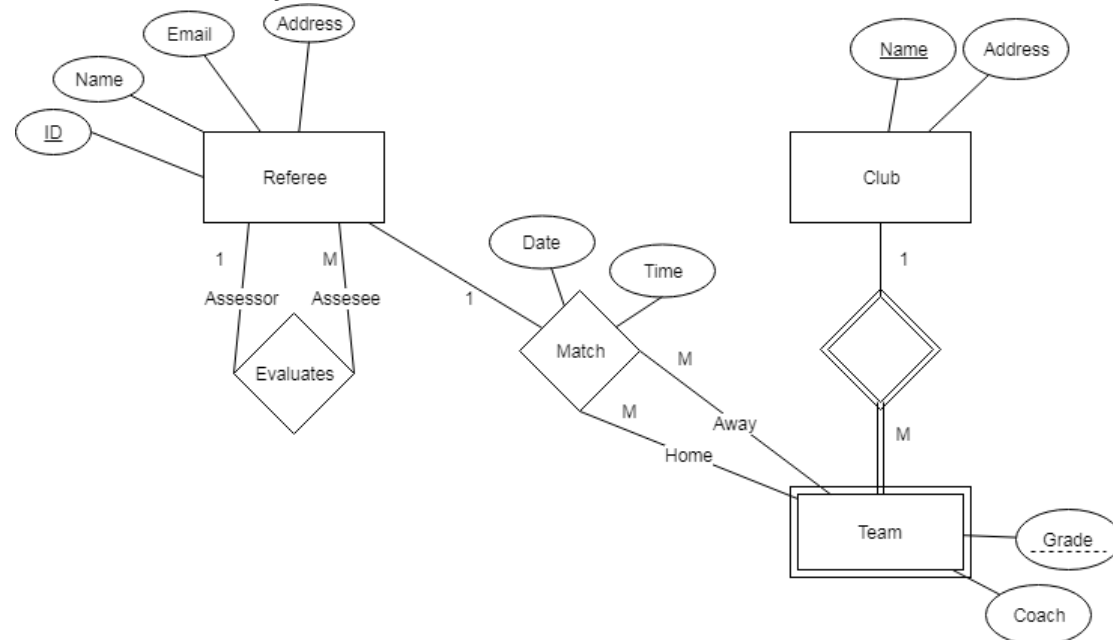 Address
Email
Name
ID
Referee
Name
Address
Club
1
M
Assessor
Assesee
Evaluates
Date
Time
1
Match
M
M
Away
Home
1
M
Team
Grade
Coach